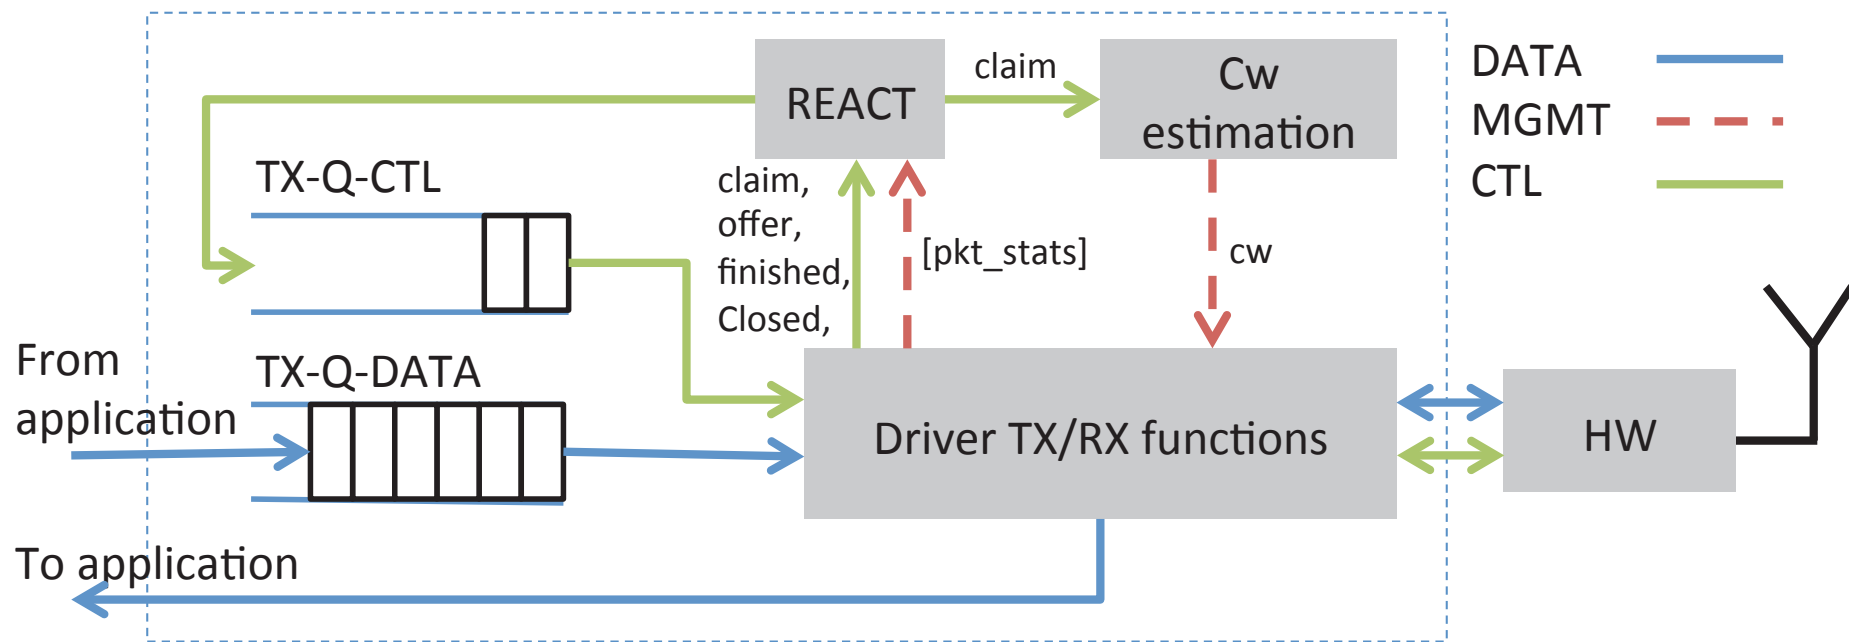 REACT
claim
Cw
estimation
DATA
MGMT
CTL
TX-Q-CTL
claim,
offer,
finished,
Closed,
[pkt_stats]
cw
From
application
TX-Q-DATA
Driver TX/RX functions
HW
To application